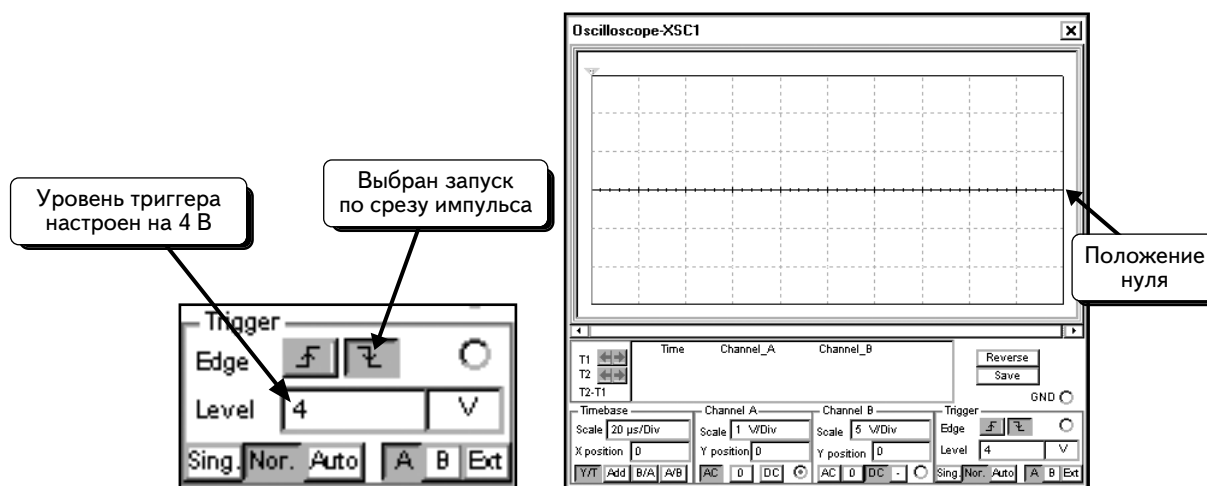 Уровень триггера
настроен на 4 В
Выбран запуск
по срезу импульса
Trigger
Edge
Level 4 V
Sing. Nor. Auto A B Ext
Oscilloscope-XSC1
Положение
нуля
Time Channel_A Channel_B
T1
T2
T2-T1
Reverse
Save
GND
Timebase
Scale 20 µs/Div
X position 0
Y/T Add B/A A/B
Channel A
Scale 1 V/Div
Y position 0
AC 0 DC
Channel B
Scale 5 V/Div
Y position 0
AC 0 DC -
Trigger
Edge
Level 4 V
Sing. Nor. Auto A B Ext